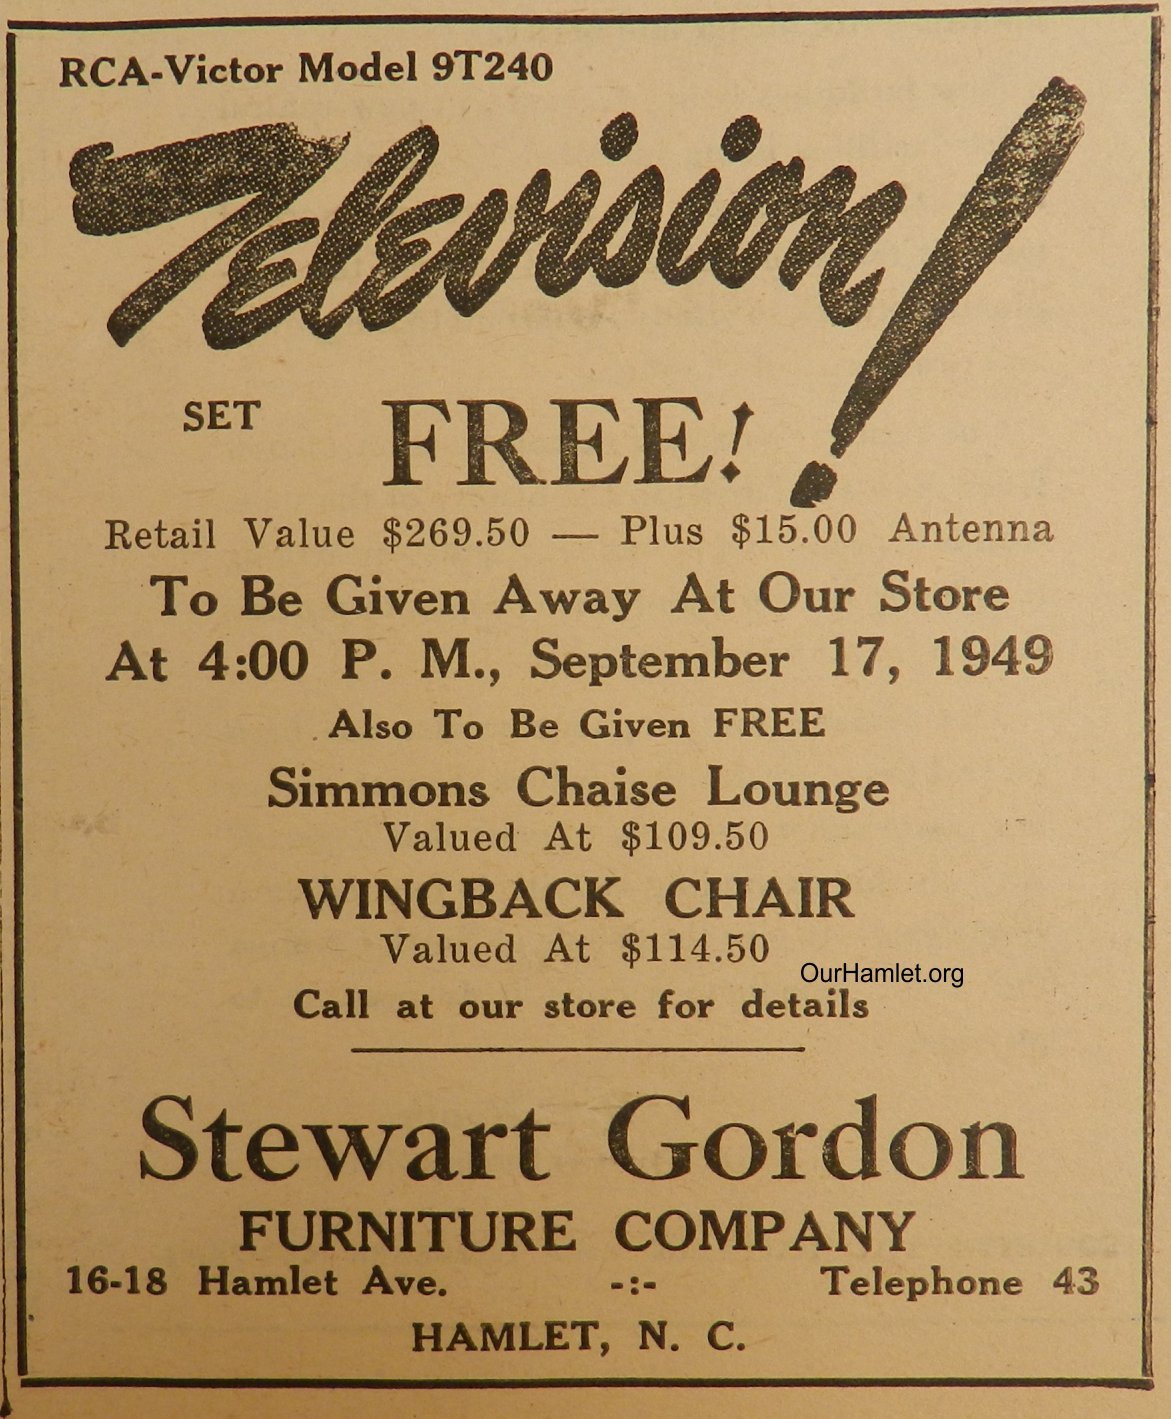 RCA-Victor Model 9T240
Television!
SET FREE!
Retail Value $269.50 — Plus $15.00 Antenna
To Be Given Away At Our Store
At 4:00 P. M., September 17, 1949
Also To Be Given FREE
Simmons Chaise Lounge
Valued At $109.50
WINGBACK CHAIR
Valued At $114.50
OurHamlet.org
Call at our store for details
Stewart Gordon
FURNITURE COMPANY
16-18 Hamlet Ave. -:- Telephone 43
HAMLET, N. C.